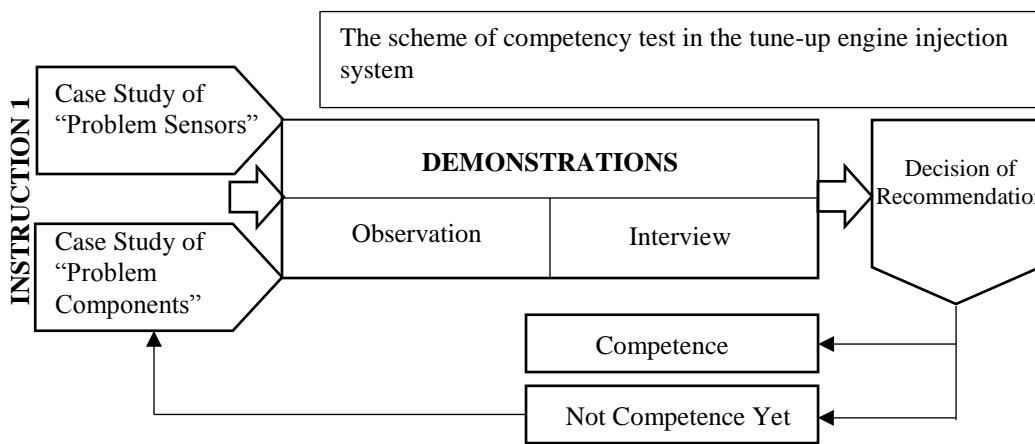 The scheme of competency test in the tune-up engine injection
system
INSTRUCTION 1
Case Study of
“Problem Sensors”
Case Study of
“Problem
Components”
DEMONSTRATIONS
Observation
Interview
Decision of
Recommendation
Competence
Not Competence Yet